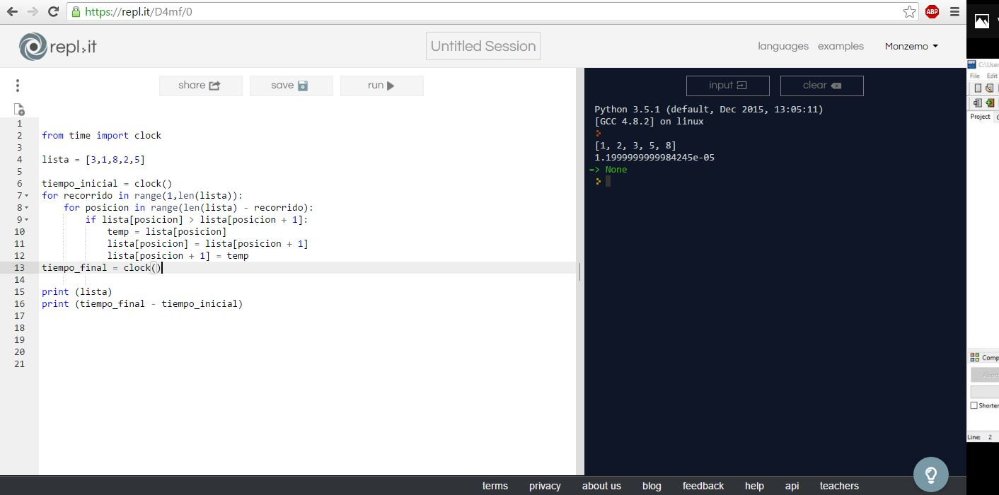 https://repl.it/D4mf/0
ABP
repl.it
Untitled Session
languages examples Monzemo
share save run
input clear
1
2 from time import clock
3
4 lista = [3,1,8,2,5]
5
6 tiempo_inicial = clock()
7 for recorrido in range(1,len(lista)):
8 for posicion in range(len(lista) - recorrido):
9 if lista[posicion] > lista[posicion + 1]:
10 temp = lista[posicion]
11 lista[posicion] = lista[posicion + 1]
12 lista[posicion + 1] = temp
13 tiempo_final = clock()
14
15 print (lista)
16 print (tiempo_final - tiempo_inicial)
17
18
19
20
21
Python 3.5.1 (default, Dec 2015, 13:05:11)
[GCC 4.8.2] on linux
[1, 2, 3, 5, 8]
1.1999999999984245e-05
=> None
C:\User
File Edit
Project
Comp
Abort
Shorter
Line: 2
terms privacy about us blog feedback help api teachers